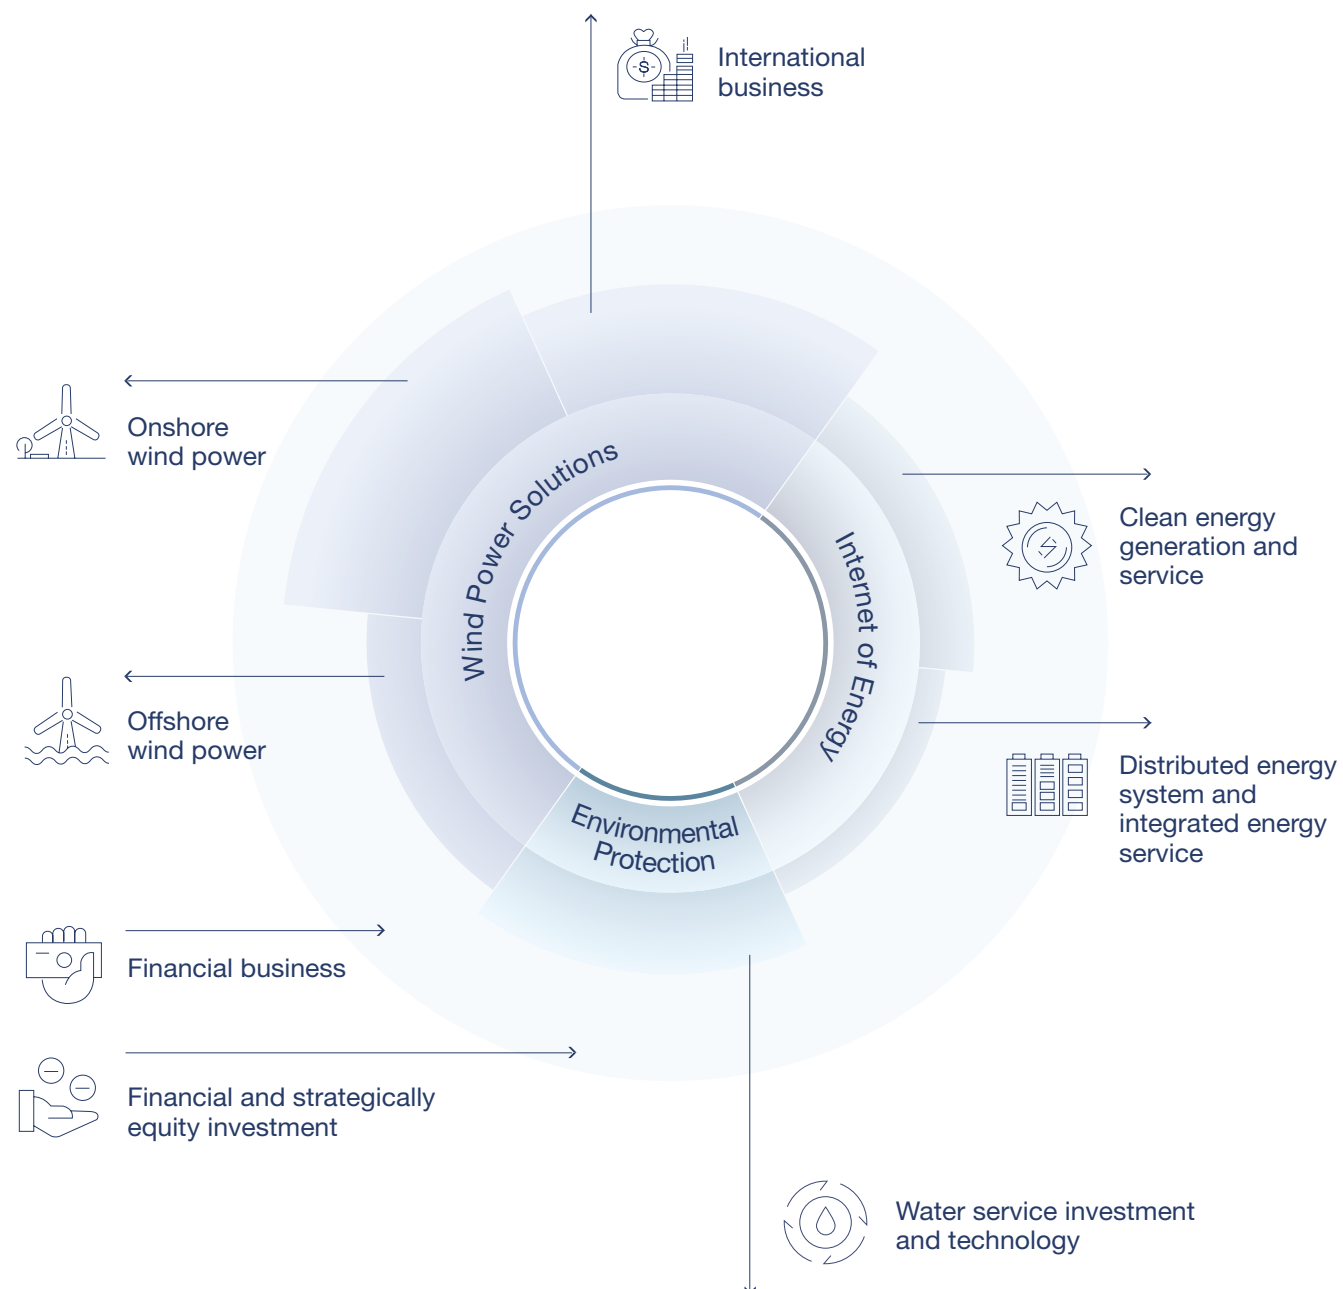 International
business
Onshore
wind power
Wind Power Solutions
Internet of Energy
Clean energy
generation and
service
Offshore
wind power
Distributed energy
system and
integrated energy
service
Environmental
Protection
Financial business
Financial and strategically
equity investment
Water service investment
and technology